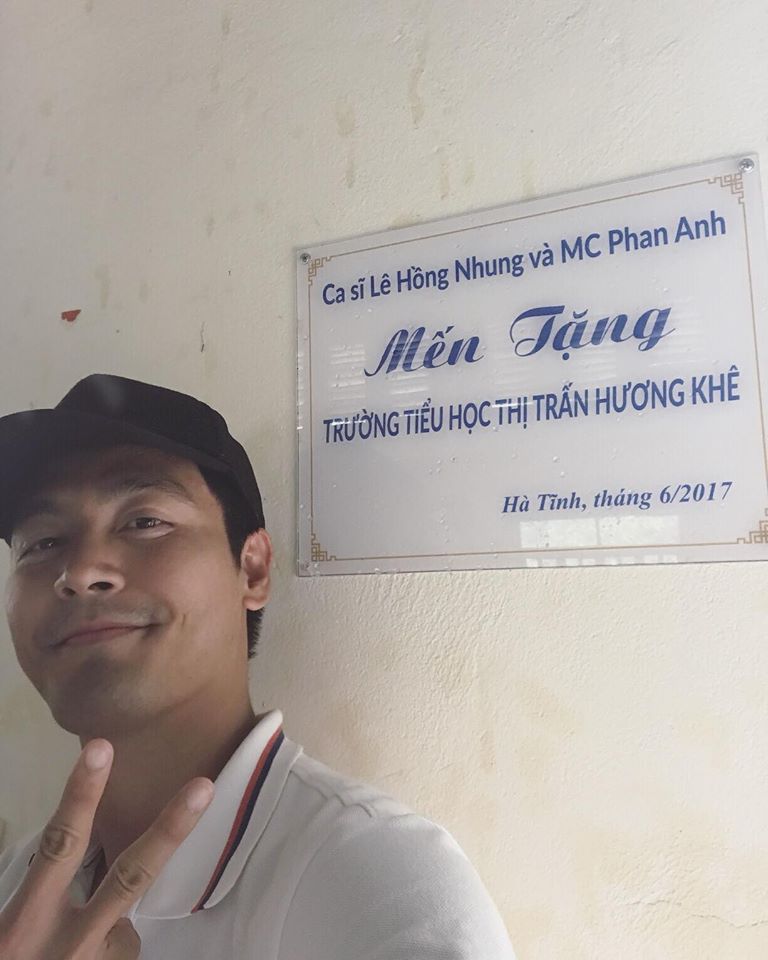 Ca sĩ Lê Hồng Nhung và MC Phan Anh
Mến Tặng
TRƯỜNG TIỂU HỌC THỊ TRẤN HƯƠNG KHÊ
Hà Tĩnh, tháng 6/2017